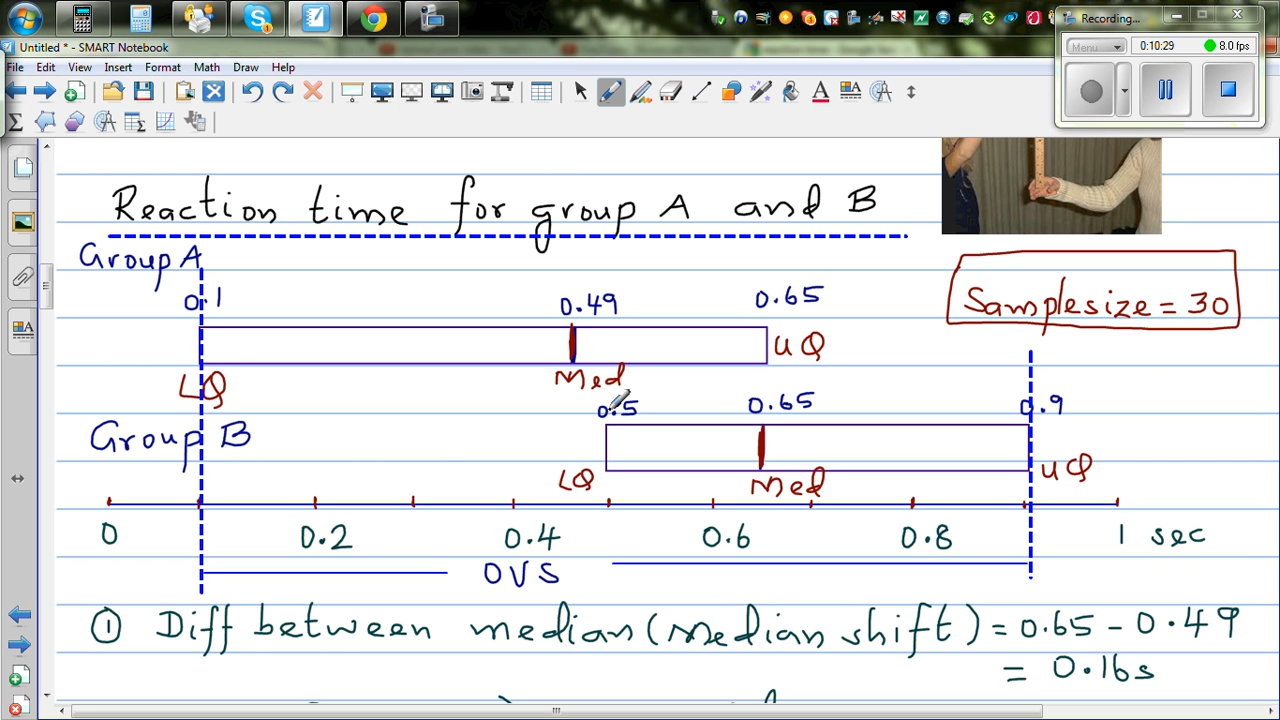 Untitled * - SMART Notebook
Recording...
File Edit View Insert Format Math Draw Help
Menu 0:10:29 8.0 fps
Reaction time for group A and B
Group A
0.1 0.49 0.65
Sample size = 30
LQ Med UQ
0.5 0.65 0.9
Group B
LQ Med UQ
0 0.2 0.4 0.6 0.8 1 sec
OVS
① Diff between median (Median shift) = 0.65 - 0.49
= 0.16s